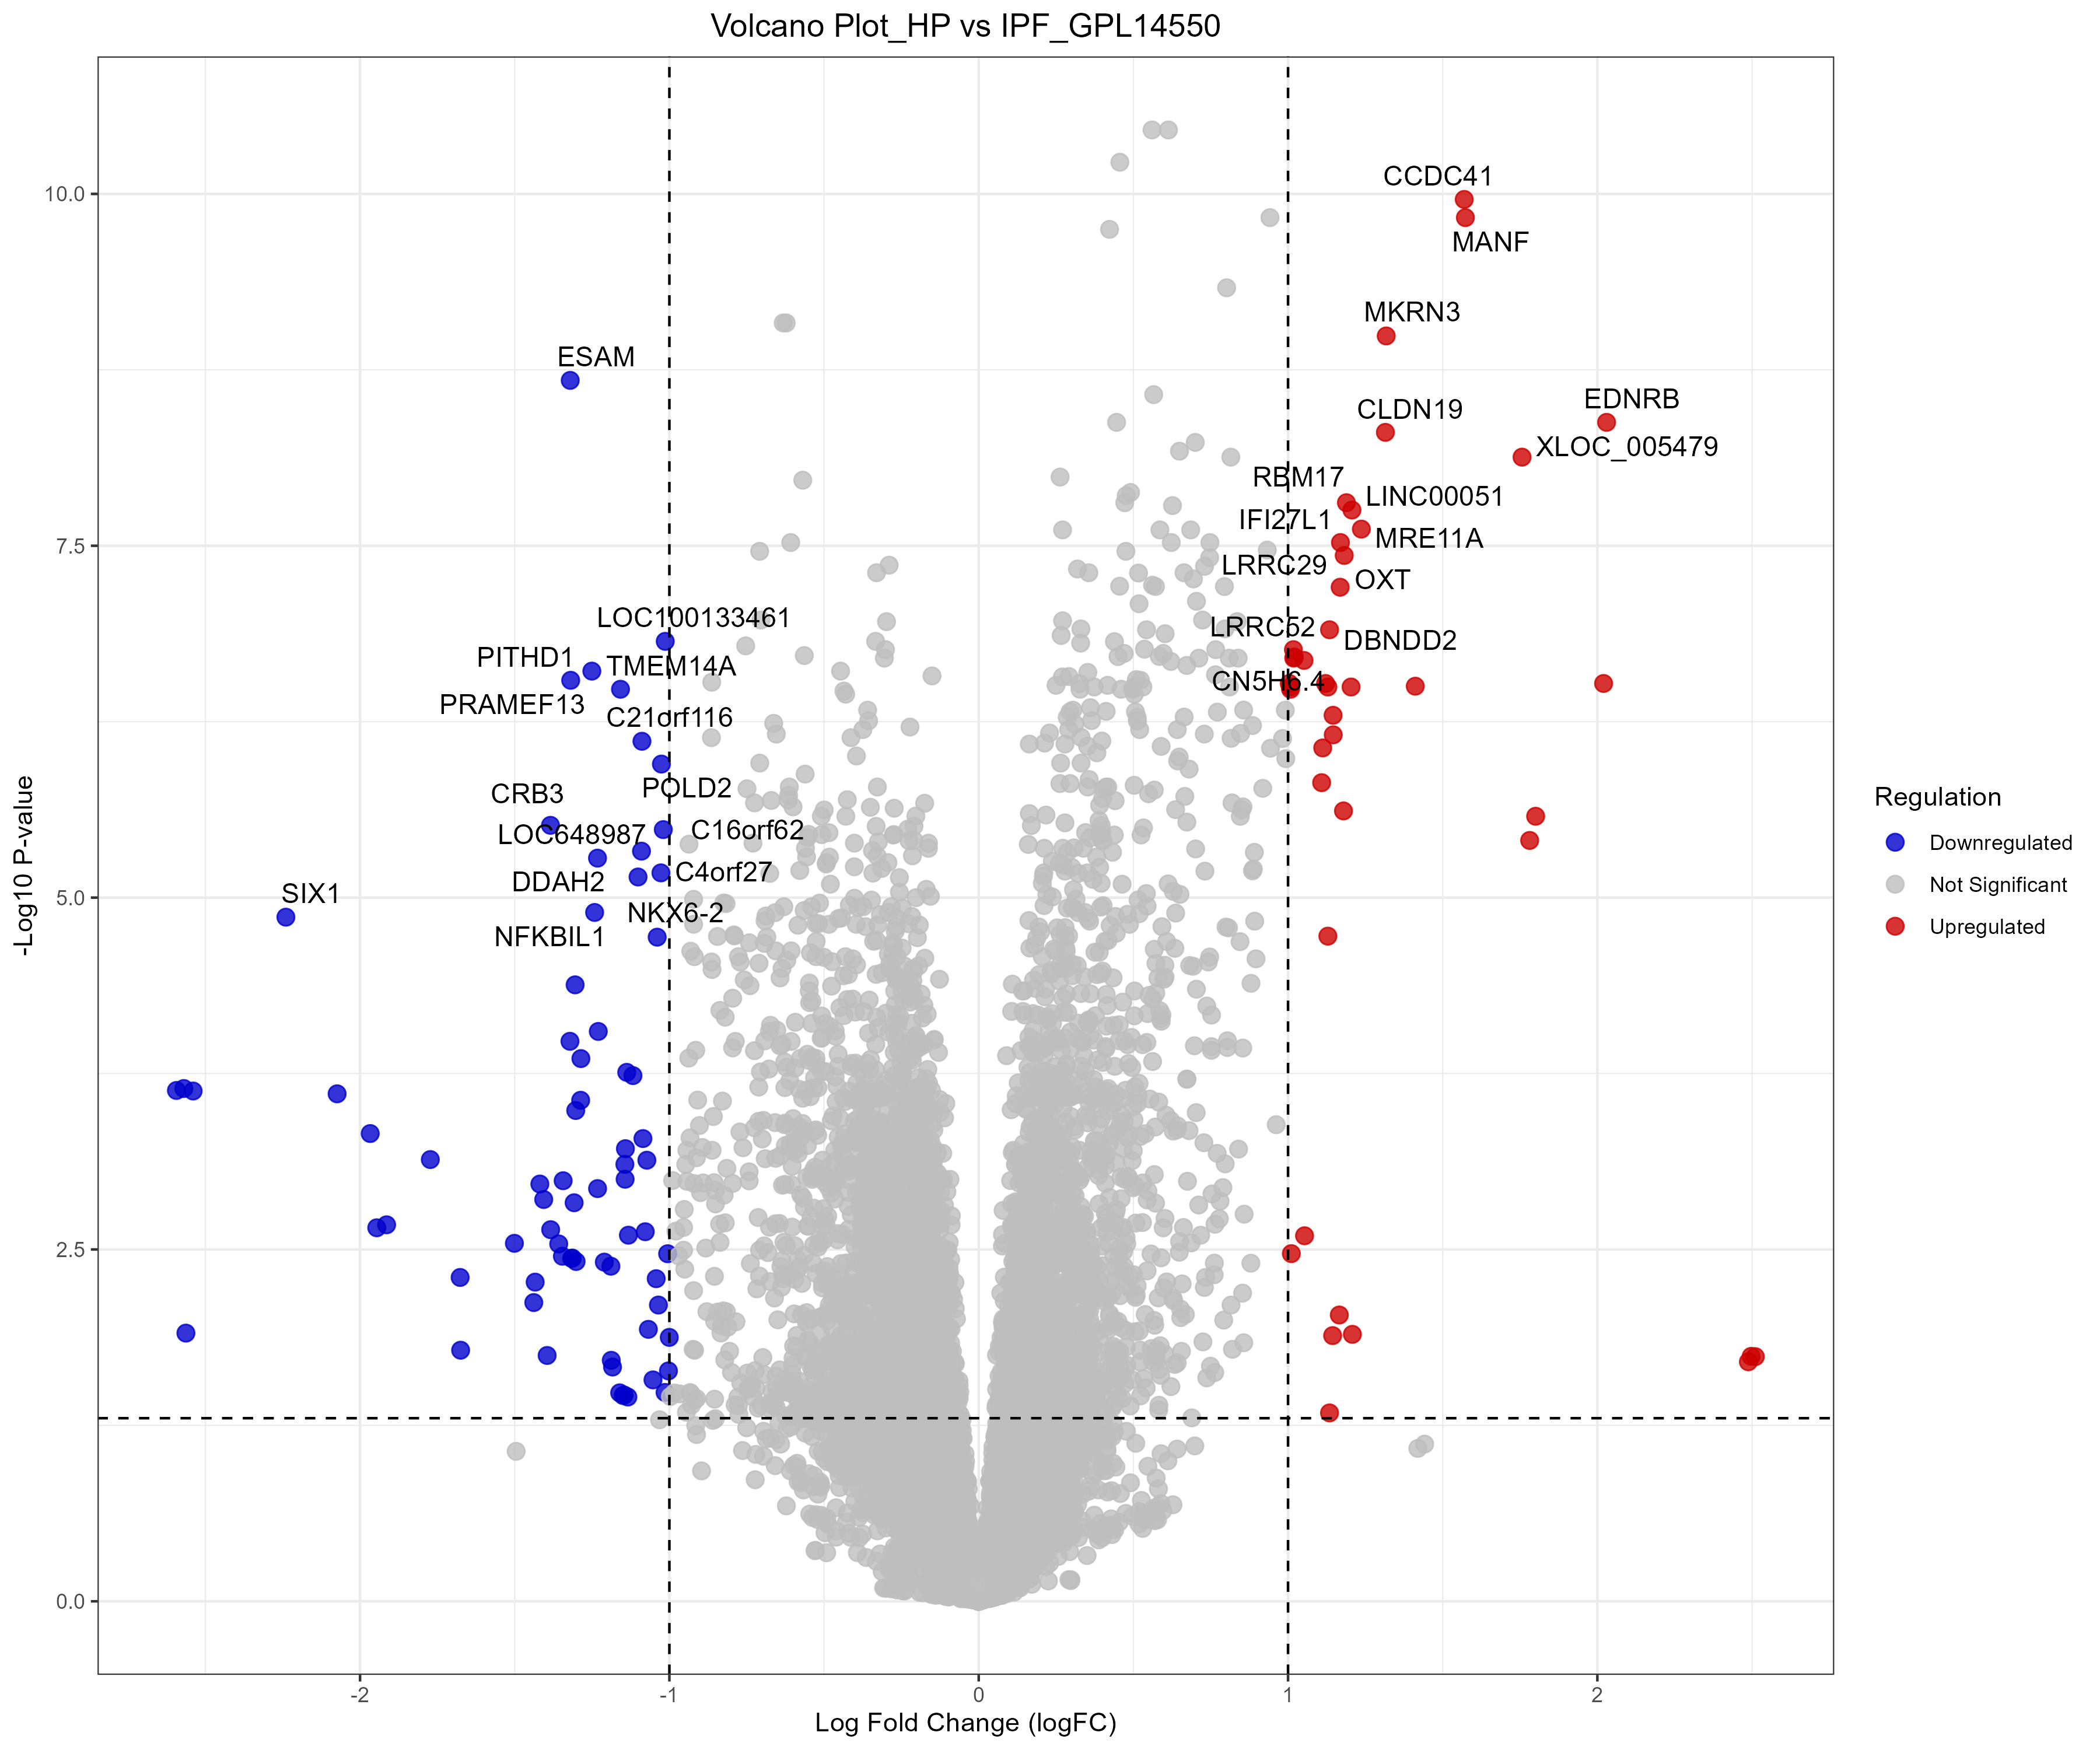 Volcano Plot_HP vs IPF_GPL14550
-Log10 P-value
10.0
7.5
5.0
2.5
0.0
CCDC41
MANF
MKRN3
ESAM
EDNRB
CLDN19
XLOC_005479
RBM17
LINC00051
IFI27L1
MRE11A
LRRC29
OXT
LOC100133461
LRRC52
DBNDD2
PITHD1
TMEM14A
CN5H6.4
PRAMEF13
C21orf116
POLD2
CRB3
LOC648987
C16orf62
DDAH2
C4orf27
SIX1
NKX6-2
NFKBIL1
Regulation
Downregulated
Not Significant
Upregulated
-2
-1
0
1
2
Log Fold Change (logFC)